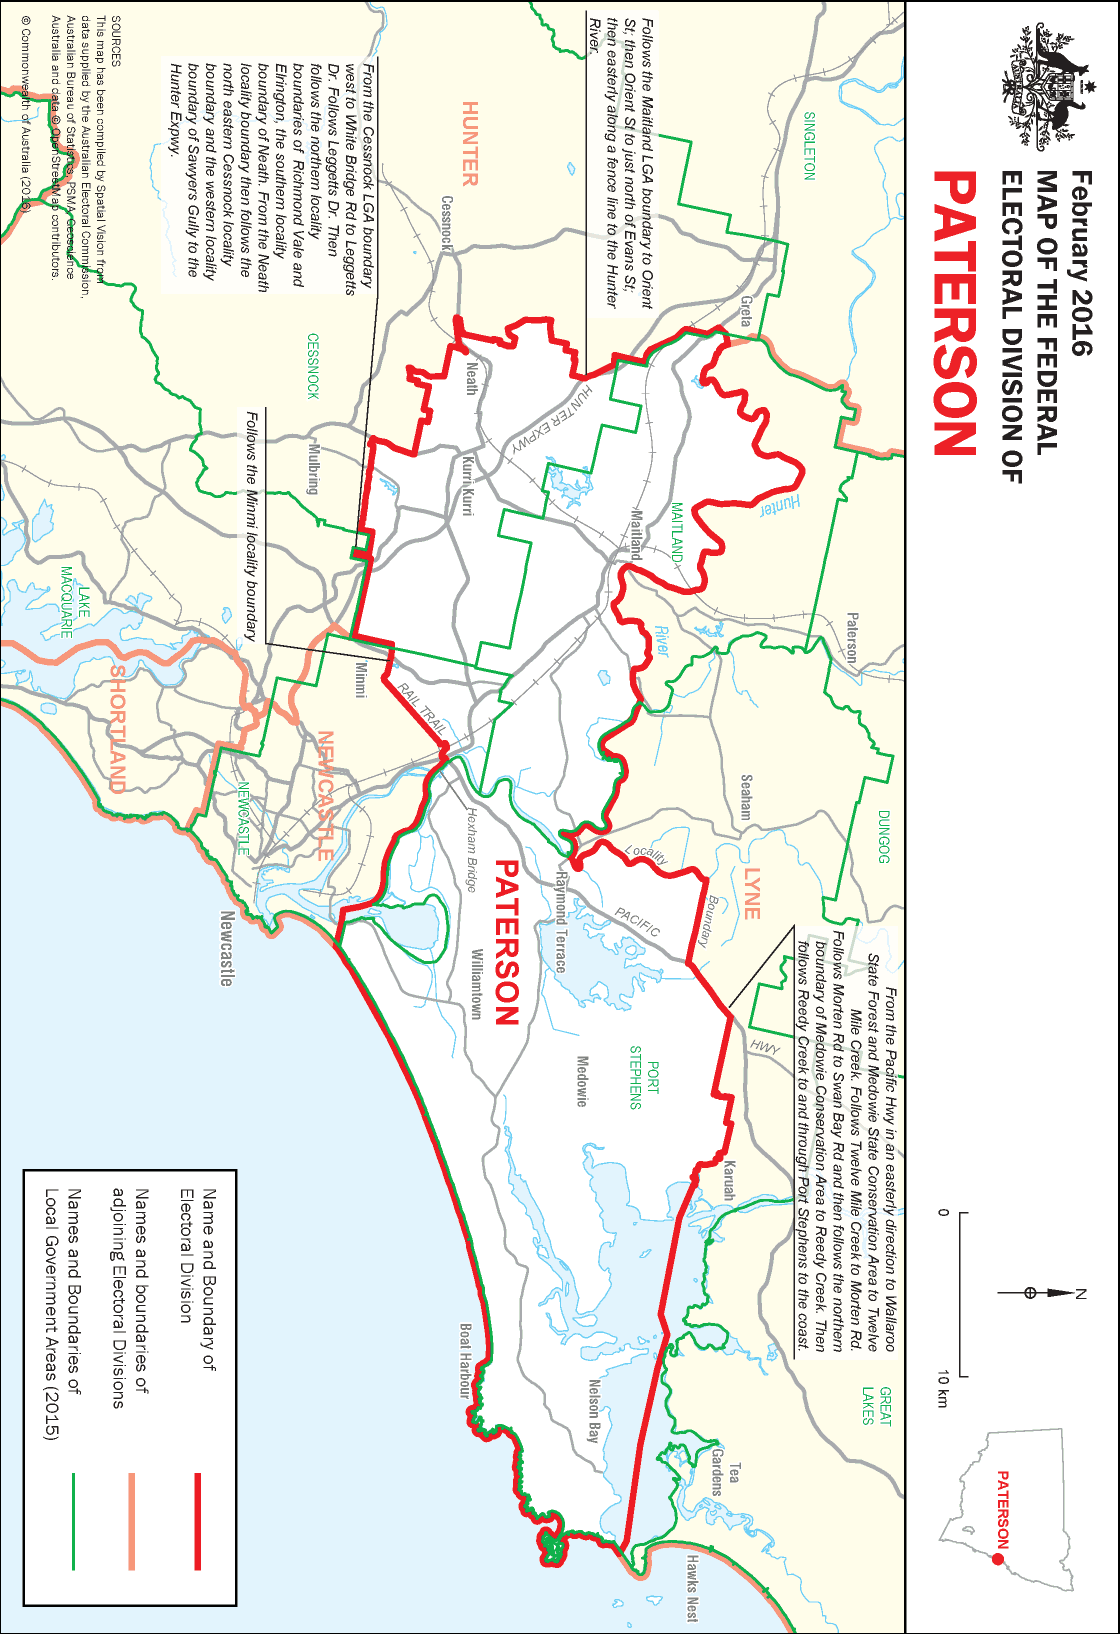 February 2016
MAP OF THE FEDERAL
ELECTORAL DIVISION OF
PATERSON
0
10 km
N
PATERSON
Follows the Maitland LGA boundary to Orient
St; then Orient St to just north of Evans St;
then easterly along a fence line to the Hunter
River.
From the Cessnock LGA boundary
west to White Bridge Rd to Leggetts
Dr. Follows Leggetts Dr. Then
follows the northern locality
boundaries of Richmond Vale and
Elrington, the southern locality
boundary of Neath. From the Neath
locality boundary then follows the
north eastern Cessnock locality
boundary and the western locality
boundary of Sawyers Gully to the
Hunter Expwy.
Follows the Minmi locality boundary
From the Pacific Hwy in an easterly direction to Wallaroo
State Forest and Medowie State Conservation Area to Twelve
Mile Creek. Follows Twelve Mile Creek to Morten Rd.
Follows Morten Rd to Swan Bay Rd and then follows the northern
boundary of Medowie Conservation Area to Reedy Creek. Then
follows Reedy Creek to and through Port Stephens to the coast.
SINGLETON
Greta
HUNTER
Cessnock
CESSNOCK
Neath
HUNTER EXPWY
Kurri Kurri
Mulbring
Hunter
MAITLAND
Maitland
River
Paterson
DUNGOG
Seaham
LYNE
Locality
Boundary
PACIFIC
HWY
Raymond Terrace
Hexham Bridge
PATERSON
Williamtown
Medowie
PORT
STEPHENS
Karuah
GREAT
LAKES
Tea
Gardens
Hawks Nest
Nelson Bay
Boat Harbour
Minmi
RAIL TRAIL
LAKE
MACQUARIE
SHORTLAND
NEWCASTLE
NEWCASTLE
Newcastle
Name and Boundary of
Electoral Division
Names and boundaries of
adjoining Electoral Divisions
Names and Boundaries of
Local Government Areas (2015)
SOURCES
This map has been compiled by Spatial Vision from
data supplied by the Australian Electoral Commission,
Australian Bureau of Statistics, PSMA, Geoscience
Australia and data © OpenStreetMap contributors.
© Commonwealth of Australia (2016)